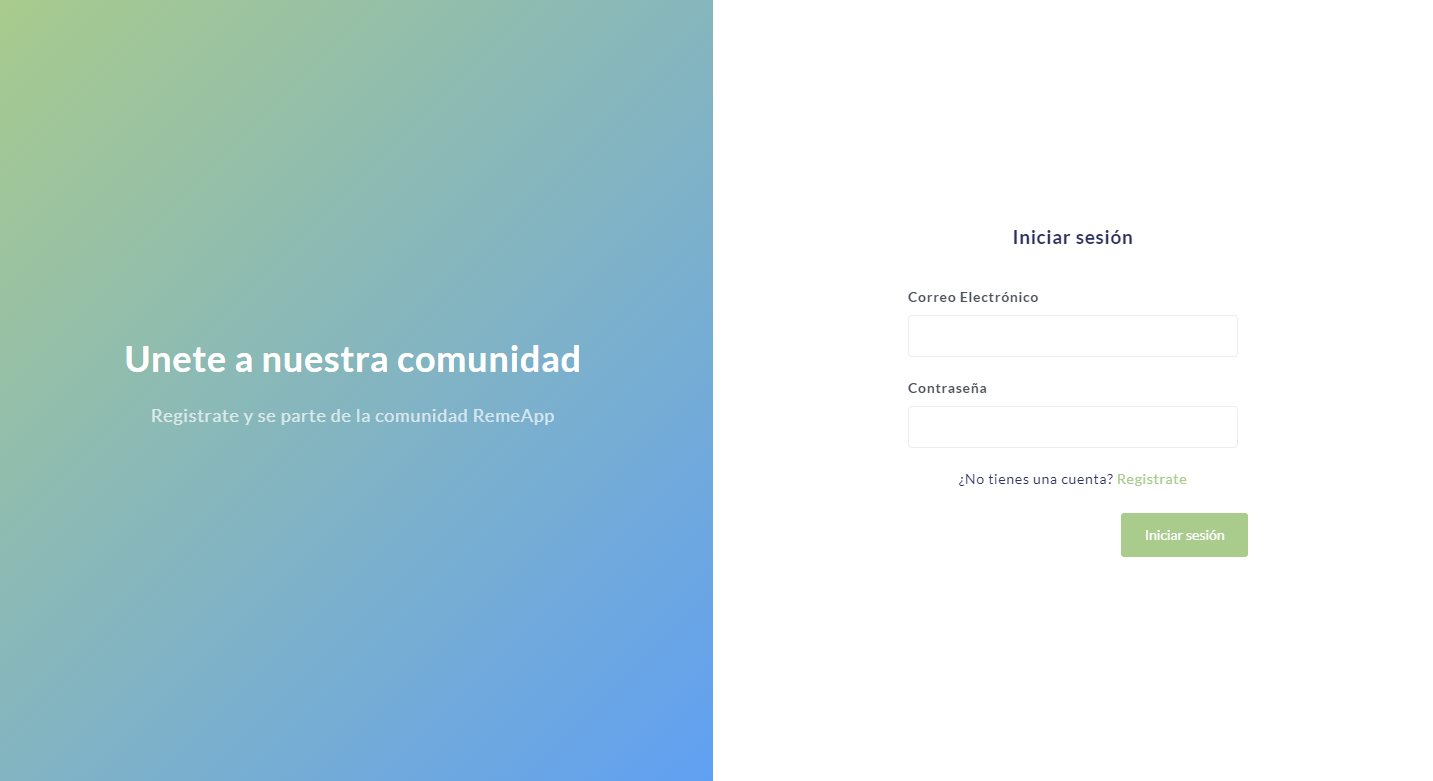 Unete a nuestra comunidad
Registrate y se parte de la comunidad RemeApp
Iniciar sesión
Correo Electrónico
Contraseña
¿No tienes una cuenta? Registrate
Iniciar sesión